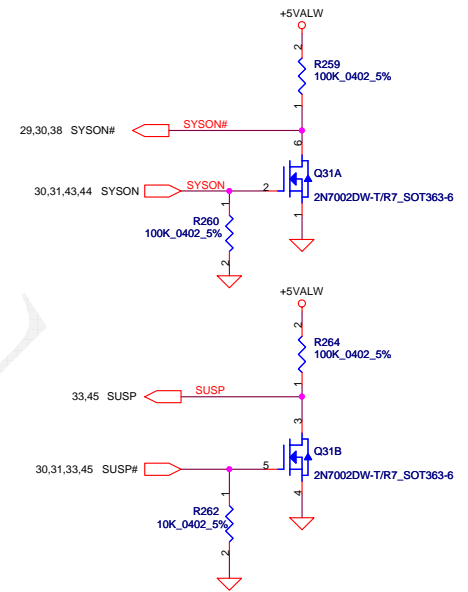 +5VALW
2
R259
100K_0402_5%
1
29,30,38 SYSON#
SYSON#
6
Q31A
2N7002DW-T/R7_SOT363-6
30,31,43,44 SYSON
SYSON
2
1
1
R260
100K_0402_5%
2
+5VALW
2
R264
100K_0402_5%
1
33,45 SUSP
SUSP
3
Q31B
2N7002DW-T/R7_SOT363-6
30,31,33,45 SUSP#
5
4
1
R262
10K_0402_5%
2